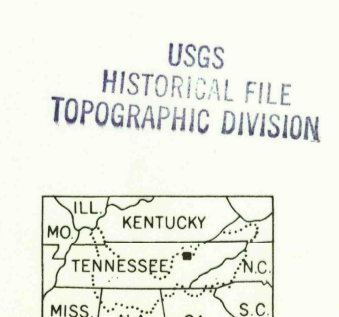 USGS
HISTORICAL FILE
TOPOGRAPHIC DIVISION
ILL.
MO. KENTUCKY
TENNESSEE N.C.
MISS. S.C.